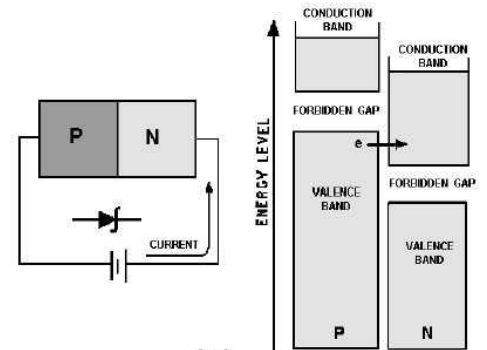 P
N
CURRENT
ENERGY LEVEL
CONDUCTION
BAND
CONDUCTION
BAND
FORBIDDEN GAP
e
VALENCE
BAND
FORBIDDEN GAP
VALENCE
BAND
P
N